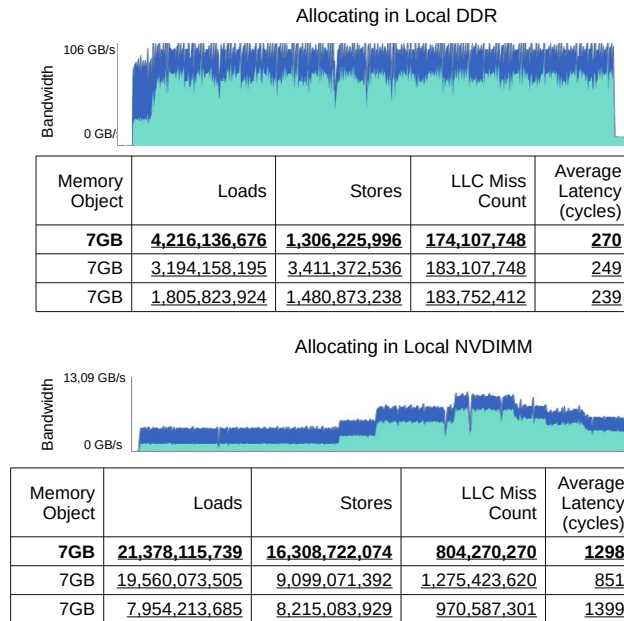 Allocating in Local DDR
106 GB/s
Bandwidth
0 GB/s
Memory Object Loads Stores LLC Miss Count Average Latency (cycles)
7GB 4,216,136,676 1,306,225,996 174,107,748 270
7GB 3,194,158,195 3,411,372,536 183,107,748 249
7GB 1,805,823,924 1,480,873,238 183,752,412 239
Allocating in Local NVDIMM
13,09 GB/s
Bandwidth
0 GB/s
Memory Object Loads Stores LLC Miss Count Average Latency (cycles)
7GB 21,378,115,739 16,308,722,074 804,270,270 1298
7GB 19,560,073,505 9,099,071,392 1,275,423,620 851
7GB 7,954,213,685 8,215,083,929 970,587,301 1399